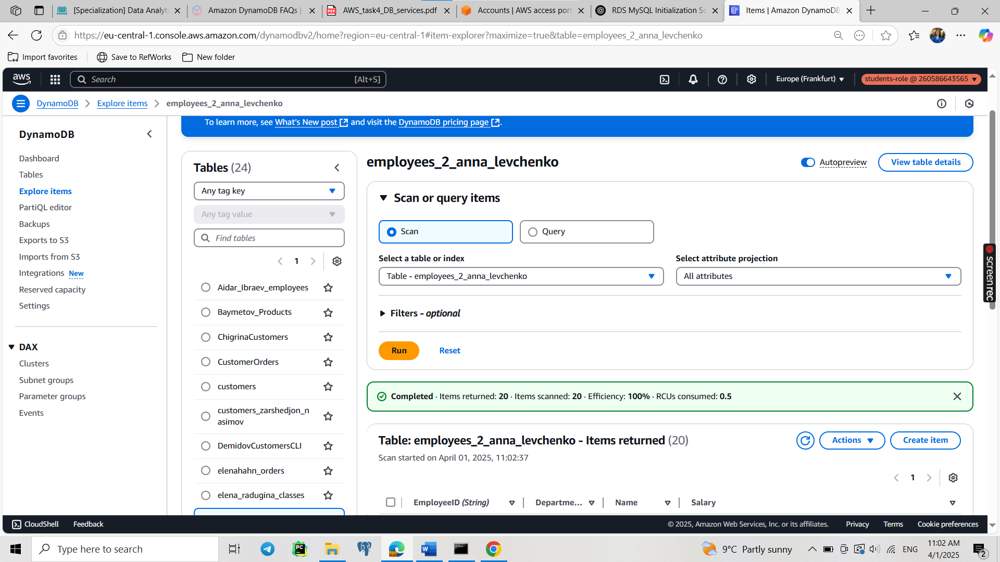 [Specialization] Data Analyti
Amazon DynamoDB FAQs |
AWS_task4_DB_services.pdf
Accounts | AWS access port
RDS MySQL Initialization Sc
Items | Amazon DynamoDB
https://eu-central-1.console.aws.amazon.com/dynamodbv2/home?region=eu-central-1#item-explorer?maximize=true&table=employees_2_anna_levchenko
Import favorites
Save to RefWorks
New folder
aws
Search
[Alt+S]
Europe (Frankfurt)
students-role @ 260586643565
DynamoDB
Explore items
employees_2_anna_levchenko
To learn more, see What's New post and visit the DynamoDB pricing page.
DynamoDB
Dashboard
Tables
Explore items
PartiQL editor
Backups
Exports to S3
Imports from S3
Integrations New
Reserved capacity
Settings
DAX
Clusters
Subnet groups
Parameter groups
Events
Tables (24)
Any tag key
Any tag value
Find tables
1
Aidar_Ibraev_employees
Baymetov_Products
ChigrinaCustomers
CustomerOrders
customers
customers_zarshedjon_n
asimov
DemidovCustomersCLI
elenahahn_orders
elena_radugina_classes
employees_2_anna_levchenko
Autopreview
View table details
Scan or query items
Scan
Query
Select a table or index
Table - employees_2_anna_levchenko
Select attribute projection
All attributes
Filters - optional
Run
Reset
Completed · Items returned: 20 · Items scanned: 20 · Efficiency: 100% · RCUs consumed: 0.5
Table: employees_2_anna_levchenko - Items returned (20)
Scan started on April 01, 2025, 11:02:37
Actions
Create item
1
EmployeeID (String)
Departme...
Name
Salary
screenrec
CloudShell
Feedback
© 2025, Amazon Web Services, Inc. or its affiliates.
Privacy
Terms
Cookie preferences
Type here to search
PC
9°C Partly sunny
ENG
11:02 AM
4/1/2025
2